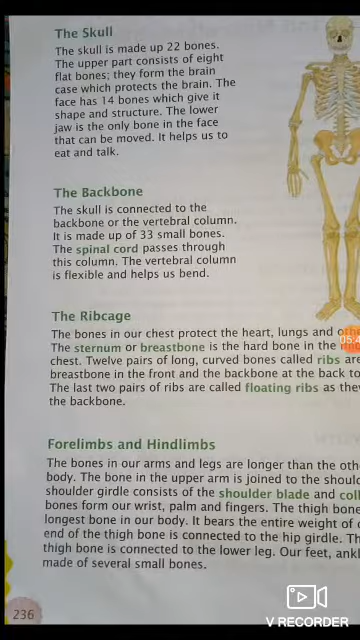 The Skull
The skull is made up 22 bones.
The upper part consists of eight
flat bones; they form the brain
case which protects the brain. The
face has 14 bones which give it
shape and structure. The lower
jaw is the only bone in the face
that can be moved. It helps us to
eat and talk.
The Backbone
The skull is connected to the
backbone or the vertebral column.
It is made up of 33 small bones.
The spinal cord passes through
this column. The vertebral column
is flexible and helps us bend.
The Ribcage
The bones in our chest protect the heart, lungs and
The sternum or breastbone is the hard bone in the
chest. Twelve pairs of long, curved bones called ribs are
breastbone in the front and the backbone at the back to
The last two pairs of ribs are called floating ribs as they
the backbone.
Forelimbs and Hindlimbs
The bones in our arms and legs are longer than the
body. The bone in the upper arm is joined to the
shoulder girdle consists of the shoulder blade and
bones form our wrist, palm and fingers. The thigh bone
longest bone in our body. It bears the entire weight of
end of the thigh bone is connected to the hip girdle.
thigh bone is connected to the lower leg. Our feet,
made of several small bones.
236
V RECORDER